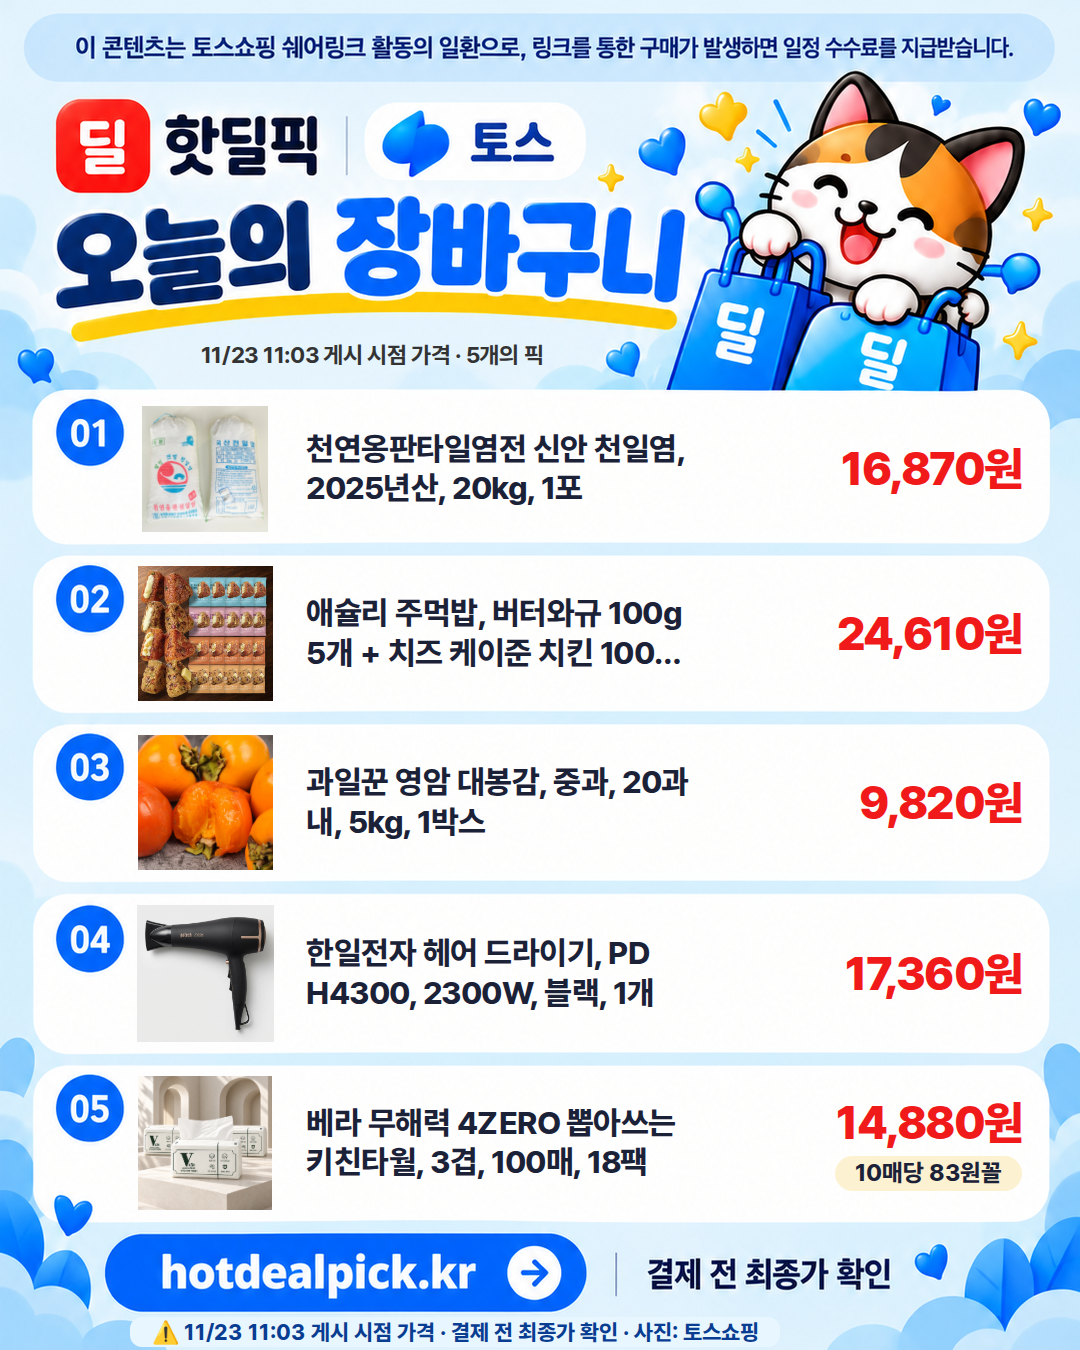 이 콘텐츠는 토스쇼핑 쉐어링크 활동의 일환으로, 링크를 통한 구매가 발생하면 일정 수수료를 지급받습니다.
딜 핫딜픽 토스
오늘의 장바구니
딜
딜
11/23 11:03 게시 시점 가격 · 5개의 픽
01
천연옹판타일염전 신안 천일염,
2025년산, 20kg, 1포
16,870원
02
애슐리 주먹밥, 버터와규 100g
5개 + 치즈 케이준 치킨 100...
24,610원
03
과일꾼 영암 대봉감, 중과, 20과
내, 5kg, 1박스
9,820원
04
한일전자 헤어 드라이기, PD
H4300, 2300W, 블랙, 1개
17,360원
05
베라 무해력 4ZERO 뽑아쓰는
키친타월, 3겹, 100매, 18팩
14,880원
10매당 83원꼴
hotdealpick.kr
결제 전 최종가 확인
⚠️ 11/23 11:03 게시 시점 가격 · 결제 전 최종가 확인 · 사진: 토스쇼핑